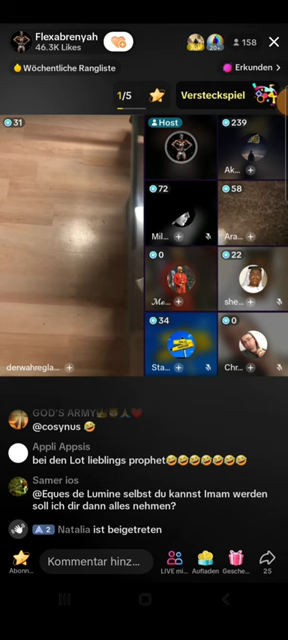 Flexabrenyah
46.3K Likes
20+
158
Wöchentliche Rangliste
Erkunden >
1/5
Versteckspiel
31
Host
239
Ak...
72
58
Mil...
Ara...
0
22
she...
34
0
derwahregla...
Sta...
Chr...
GOD'S ARMY
@cosynus 🤣
Appli Appsis
bei den Lot lieblings prophet🤣🤣🤣🤣🤣🤣🤣
Samer ios
@Eques de Lumine selbst du kannst Imam werden
soll ich dir dann alles nehmen?
2 Natalia ist beigetreten
Kommentar hinz...
Abonn...
LIVE mi...
Aufladen
Gesche...
25